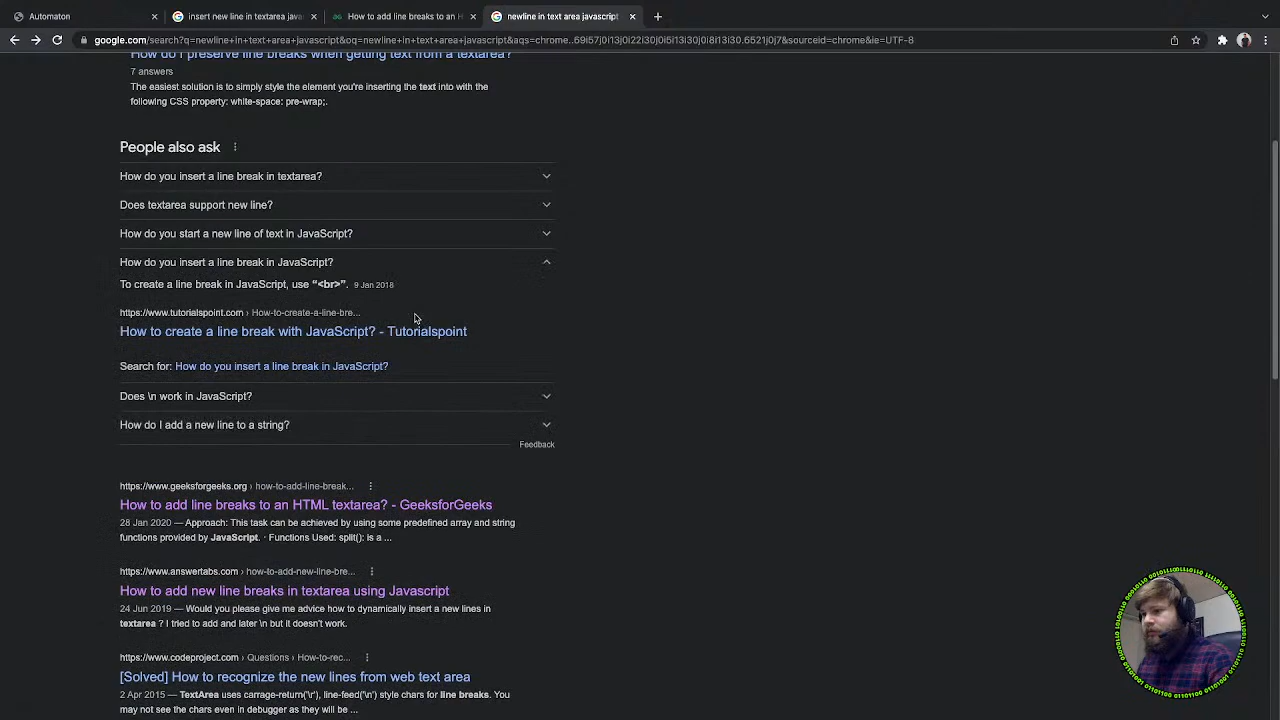 Automaton
insert new line in textarea java
How to add line breaks to an H
newline in text area javascript
google.com/search?q=newline+in+text+area+javascript&oq=newline+in+text+area+javascript&aqs=chrome..69i57j0i13j0i22i30j0i5i13i30j0i8i13i30.6521j0j7&sourceid=chrome&ie=UTF-8
How do I preserve line breaks when getting text from a textarea?
7 answers
The easiest solution is to simply style the element you're inserting the text into with the
following CSS property: white-space: pre-wrap;.
People also ask
How do you insert a line break in textarea?
Does textarea support new line?
How do you start a new line of text in JavaScript?
How do you insert a line break in JavaScript?
To create a line break in JavaScript, use “<br>”. 9 Jan 2018
https://www.tutorialspoint.com › How-to-create-a-line-bre...
How to create a line break with JavaScript? - Tutorialspoint
Search for: How do you insert a line break in JavaScript?
Does \n work in JavaScript?
How do I add a new line to a string?
Feedback
https://www.geeksforgeeks.org › how-to-add-line-break...
How to add line breaks to an HTML textarea? - GeeksforGeeks
28 Jan 2020 — Approach: This task can be achieved by using some predefined array and string
functions provided by JavaScript. · Functions Used: split(): is a ...
https://www.answertabs.com › how-to-add-new-line-bre...
How to add new line breaks in textarea using Javascript
24 Jun 2019 — Would you please give me advice how to dynamically insert a new lines in
textarea ? I tried to add and later \n but it doesn't work.
https://www.codeproject.com › Questions › How-to-rec...
[Solved] How to recognize the new lines from web text area
2 Apr 2015 — TextArea uses carrage-return('\r'), line-feed('\n') style chars for line breaks. You
may not see the chars even in debugger as they will be ...